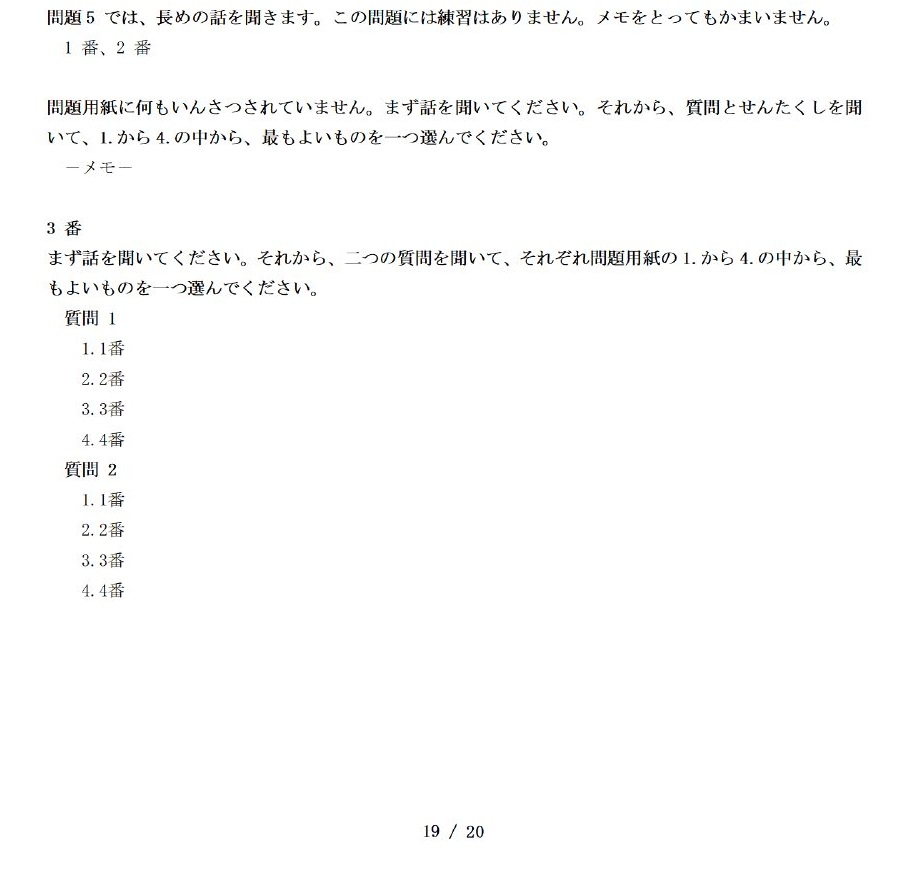 問題5 では、長めの話を聞きます。この問題には練習はありません。メモをとってもかまいません。
1 番、2 番
問題用紙に何もいんさつされていません。まず話を聞いてください。それから、質問とせんたくしを聞
いて、1.から4.の中から、最もよいものを一つ選んでください。
－メモ－
3 番
まず話を聞いてください。それから、二つの質問を聞いて、それぞれ問題用紙の1.から4.の中から、最
もよいものを一つ選んでください。
質問 1
1.1番
2.2番
3.3番
4.4番
質問 2
1.1番
2.2番
3.3番
4.4番
19 / 20